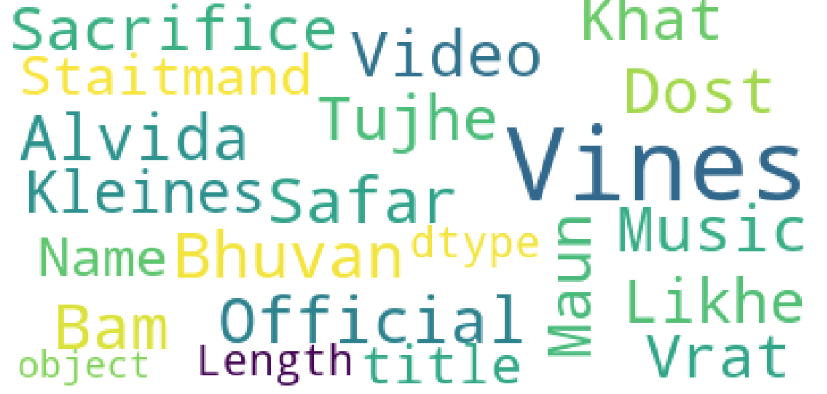 Sacrifice
Khat
Video
Staitmand
Dost
Tujhe
Alvida
Vines
Kleines
Safar
Music
Maun
Name
Bhuvan
dtype
Likhe
Bam
Official
Vrat
object
Length
title